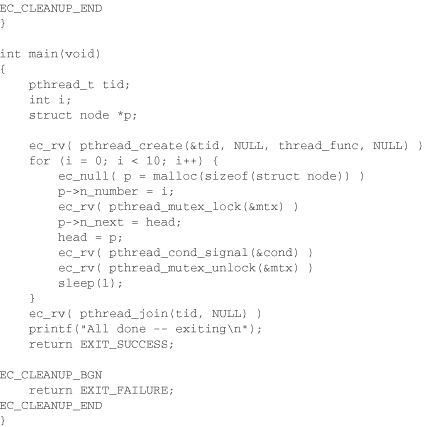 EC_CLEANUP_END
}
int main(void)
{
pthread_t tid;
int i;
struct node *p;
ec_rv( pthread_create(&tid, NULL, thread_func, NULL) )
for (i = 0; i < 10; i++) {
ec_null( p = malloc(sizeof(struct node)) )
p->n_number = i;
ec_rv( pthread_mutex_lock(&mtx) )
p->n_next = head;
head = p;
ec_rv( pthread_cond_signal(&cond) )
ec_rv( pthread_mutex_unlock(&mtx) )
sleep(1);
}
ec_rv( pthread_join(tid, NULL) )
printf("All done -- exiting\n");
return EXIT_SUCCESS;
EC_CLEANUP_BGN
return EXIT_FAILURE;
EC_CLEANUP_END
}